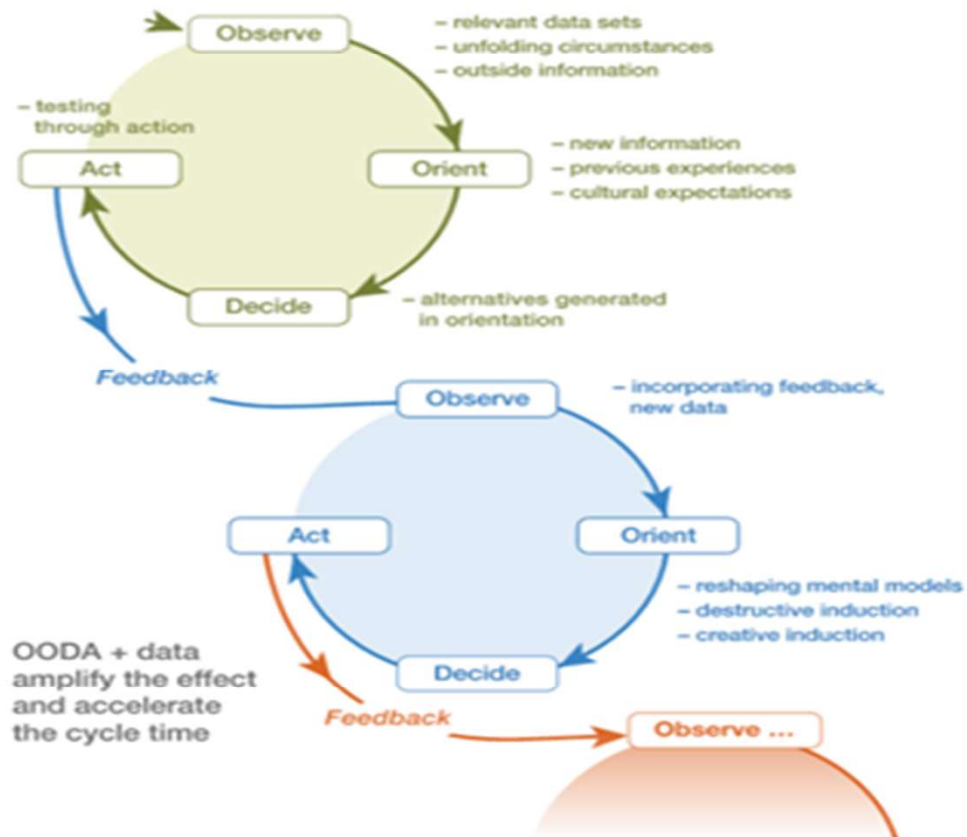 Observe
– relevant data sets
– unfolding circumstances
– outside information
– testing
through action
Act
Orient
– new information
– previous experiences
– cultural expectations
Decide
– alternatives generated
in orientation
Feedback
Observe
– incorporating feedback,
new data
Act
Orient
– reshaping mental models
– destructive induction
– creative induction
Decide
OODA + data
amplify the effect
and accelerate
the cycle time
Feedback
Observe ...